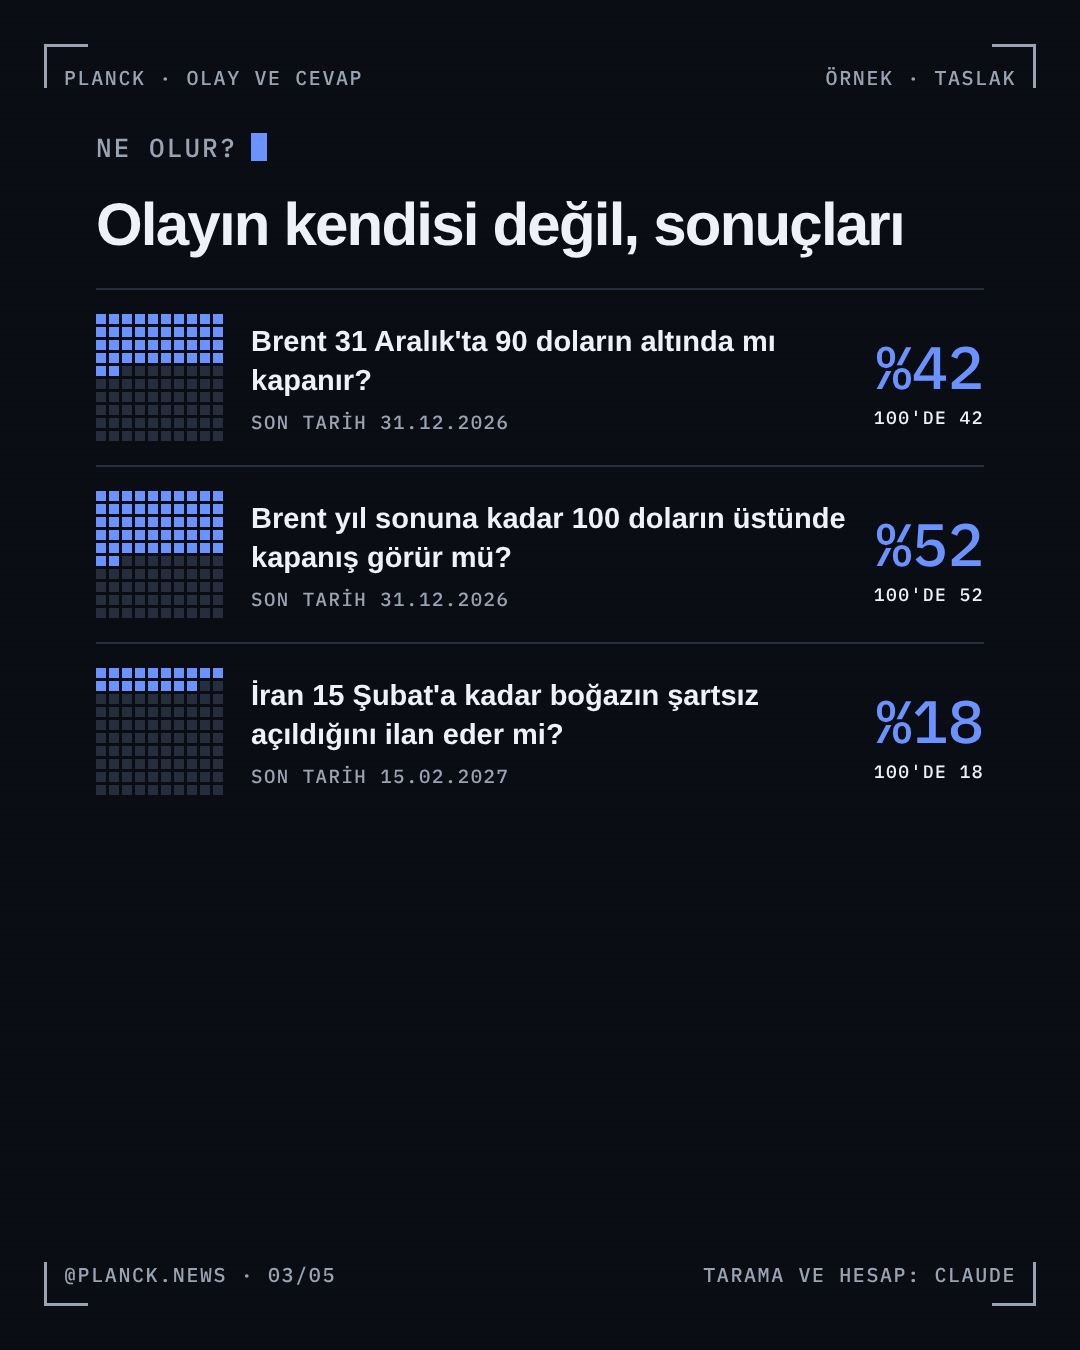 PLANCK · OLAY VE CEVAP
ÖRNEK · TASLAK
NE OLUR?
Olayın kendisi değil, sonuçları
Brent 31 Aralık'ta 90 doların altında mı
kapanır?
SON TARİH 31.12.2026
%42
100'DE 42
Brent yıl sonuna kadar 100 doların üstünde
kapanış görür mü?
SON TARİH 31.12.2026
%52
100'DE 52
İran 15 Şubat'a kadar boğazın şartsız
açıldığını ilan eder mi?
SON TARİH 15.02.2027
%18
100'DE 18
@PLANCK.NEWS · 03/05
TARAMA VE HESAP: CLAUDE